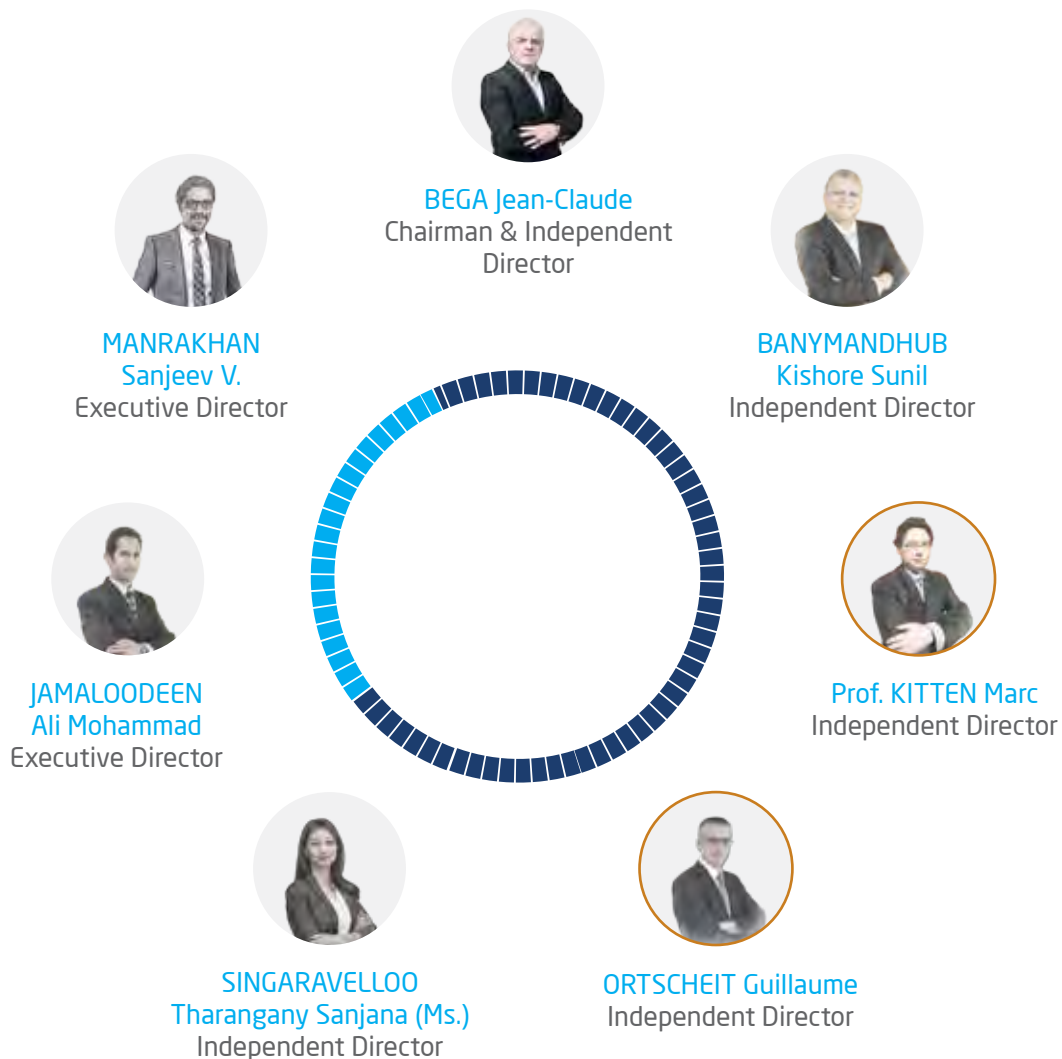 BEGA Jean-Claude
Chairman & Independent
Director
MANRAKHAN
Sanjeev V.
Executive Director
BANYMANDHUB
Kishore Sunil
Independent Director
JAMALOODEEN
Ali Mohammad
Executive Director
Prof. KITTEN Marc
Independent Director
SINGARAVELLOO
Tharangany Sanjana (Ms.)
Independent Director
ORTSCHEIT Guillaume
Independent Director